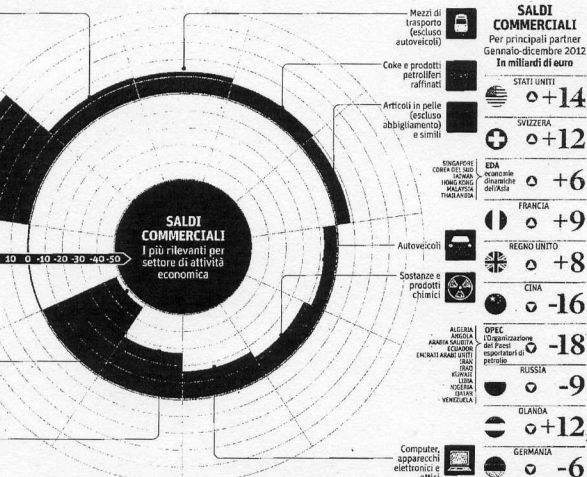 Mezzi di
trasporto
(escluso
autoveicoli)
Coke e prodotti
petroliferi
raffinati
Articoli in pelle
(escluso
abbigliamento)
e simili
SALDI
COMMERCIALI
I più rilevanti per
settore di attività
economica
10 0 -10 -20 -30 -40 -50
Autoveicoli
Sostanze e
prodotti
chimici
Computer,
apparecchi
elettronici e
ottici
SALDI
COMMERCIALI
Per principali partner
Gennaio-dicembre 2012
In miliardi di euro
STATI UNITI
+14
SVIZZERA
+12
SINGAPORE
COREA DEL SUD
TAIWAN
HONG KONG
MALAYSIA
THAILANDIA
EDA
economie
dinamiche
dell'Asia
+6
FRANCIA
+9
REGNO UNITO
+8
CINA
-16
ALGERIA
ANGOLA
ARABIA SAUDITA
ECUADOR
EMIRATI ARABI UNITI
IRAN
IRAQ
KUWAIT
LIBIA
NIGERIA
QATAR
VENEZUELA
OPEC
l'Organizzazione
dei Paesi
esportatori di
petrolio
-18
RUSSIA
-9
OLANDA
+12
GERMANIA
-6